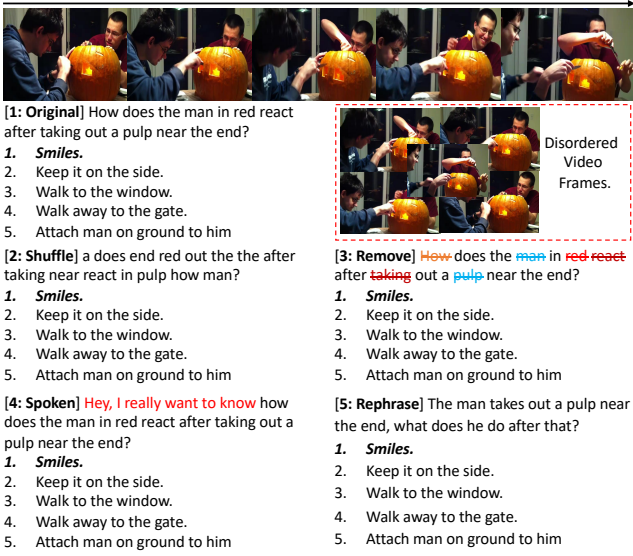 [1: Original] How does the man in red react
after taking out a pulp near the end?
1. Smiles.
2. Keep it on the side.
3. Walk to the window.
4. Walk away to the gate.
5. Attach man on ground to him
Disordered
Video
Frames.
[2: Shuffle] a does end red out the the after
taking near react in pulp how man?
1. Smiles.
2. Keep it on the side.
3. Walk to the window.
4. Walk away to the gate.
5. Attach man on ground to him
[3: Remove] How does the man in red react
after taking out a pulp near the end?
1. Smiles.
2. Keep it on the side.
3. Walk to the window.
4. Walk away to the gate.
5. Attach man on ground to him
[4: Spoken] Hey, I really want to know how
does the man in red react after taking out a
pulp near the end?
1. Smiles.
2. Keep it on the side.
3. Walk to the window.
4. Walk away to the gate.
5. Attach man on ground to him
[5: Rephrase] The man takes out a pulp near
the end, what does he do after that?
1. Smiles.
2. Keep it on the side.
3. Walk to the window.
4. Walk away to the gate.
5. Attach man on ground to him